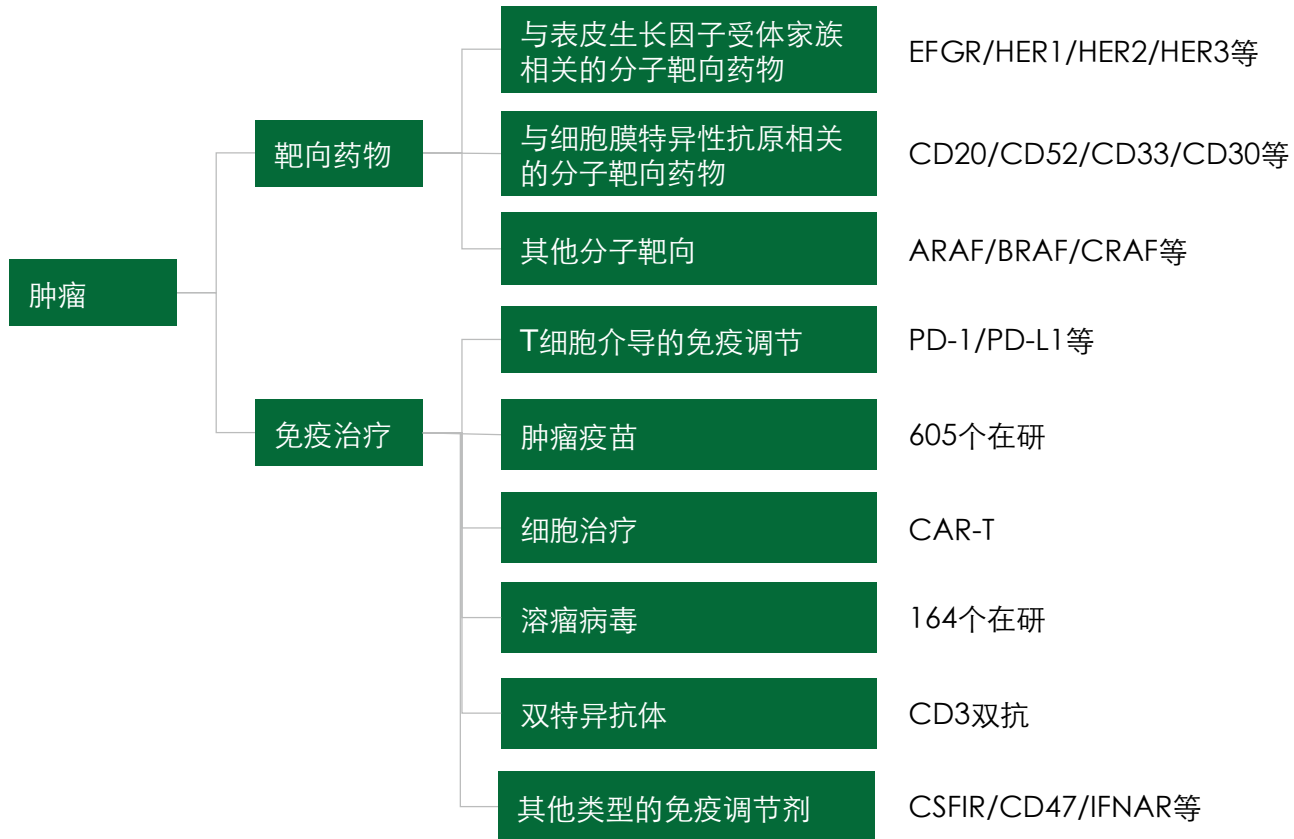 与表皮生长因子受体家族
相关的分子靶向药物
EFGR/HER1/HER2/HER3等
靶向药物
与细胞膜特异性抗原相关
的分子靶向药物
CD20/CD52/CD33/CD30等
其他分子靶向
ARAF/BRAF/CRAF等
肿瘤
T细胞介导的免疫调节
PD-1/PD-L1等
免疫治疗
肿瘤疫苗
605个在研
细胞治疗
CAR-T
溶瘤病毒
164个在研
双特异抗体
CD3双抗
其他类型的免疫调节剂
CSFIR/CD47/IFNAR等